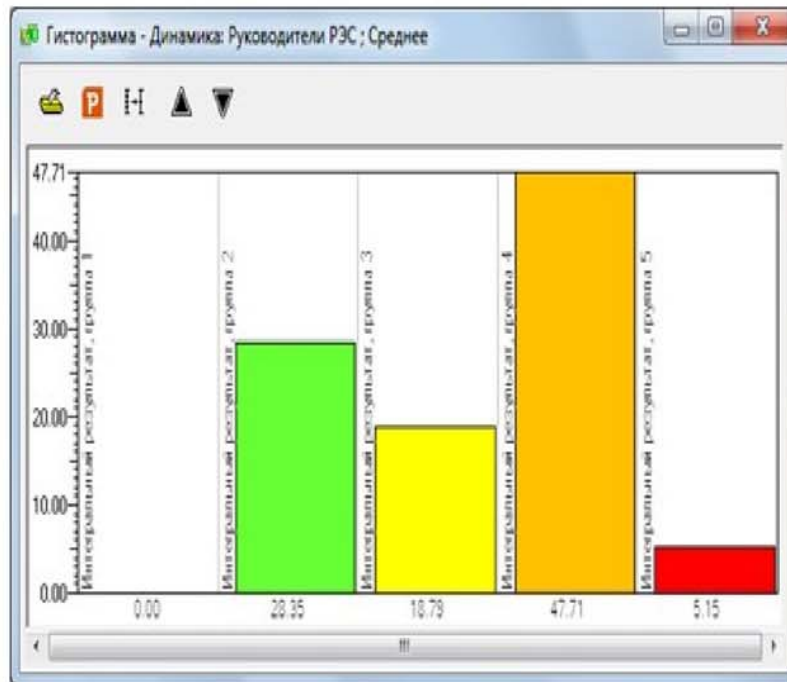 Гистограмма - Динамика: Руководители РЭС ; Среднее
P
47.71
40.00
30.00
20.00
10.00
0.00
Интегральный результат, группа 1
Интегральный результат, группа 2
Интегральный результат, группа 3
Интегральный результат, группа 4
Интегральный результат, группа 5
0.00
28.35
18.79
47.71
5.15